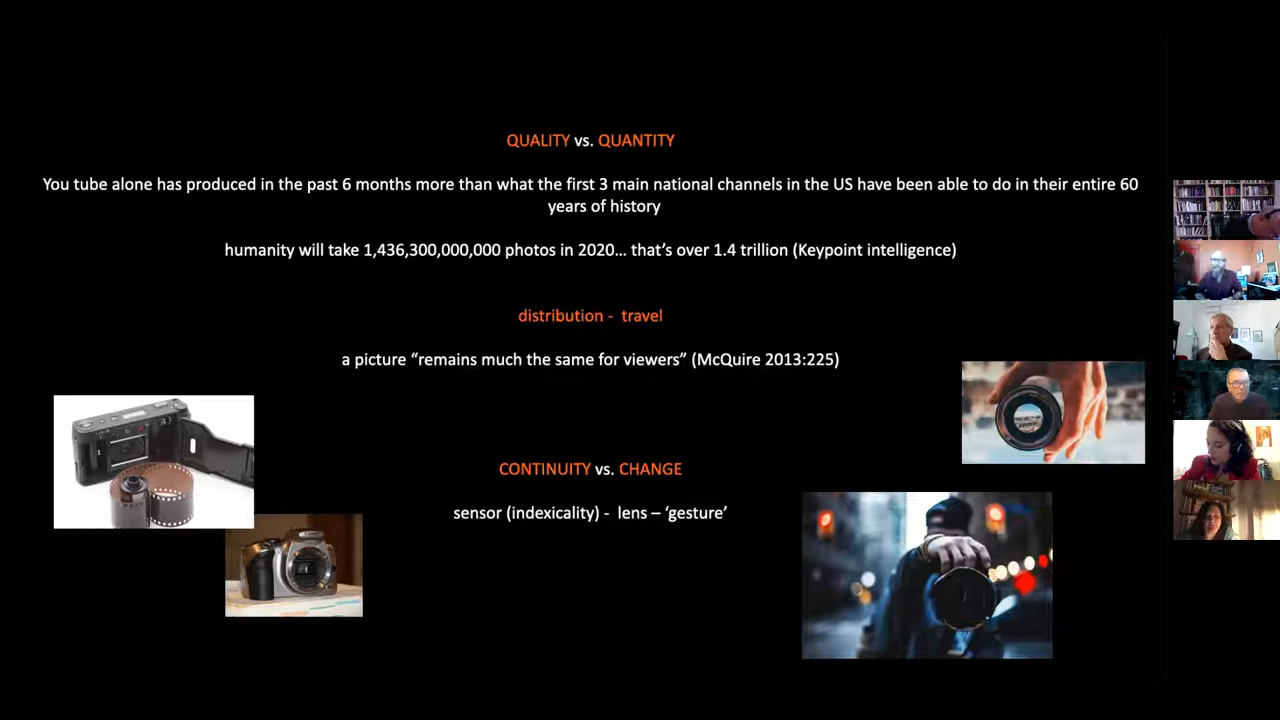 QUALITY vs. QUANTITY
You tube alone has produced in the past 6 months more than what the first 3 main national channels in the US have been able to do in their entire 60
years of history
humanity will take 1,436,300,000,000 photos in 2020… that’s over 1.4 trillion (Keypoint intelligence)
distribution - travel
a picture “remains much the same for viewers” (McQuire 2013:225)
CONTINUITY vs. CHANGE
sensor (indexicality) - lens – ‘gesture’